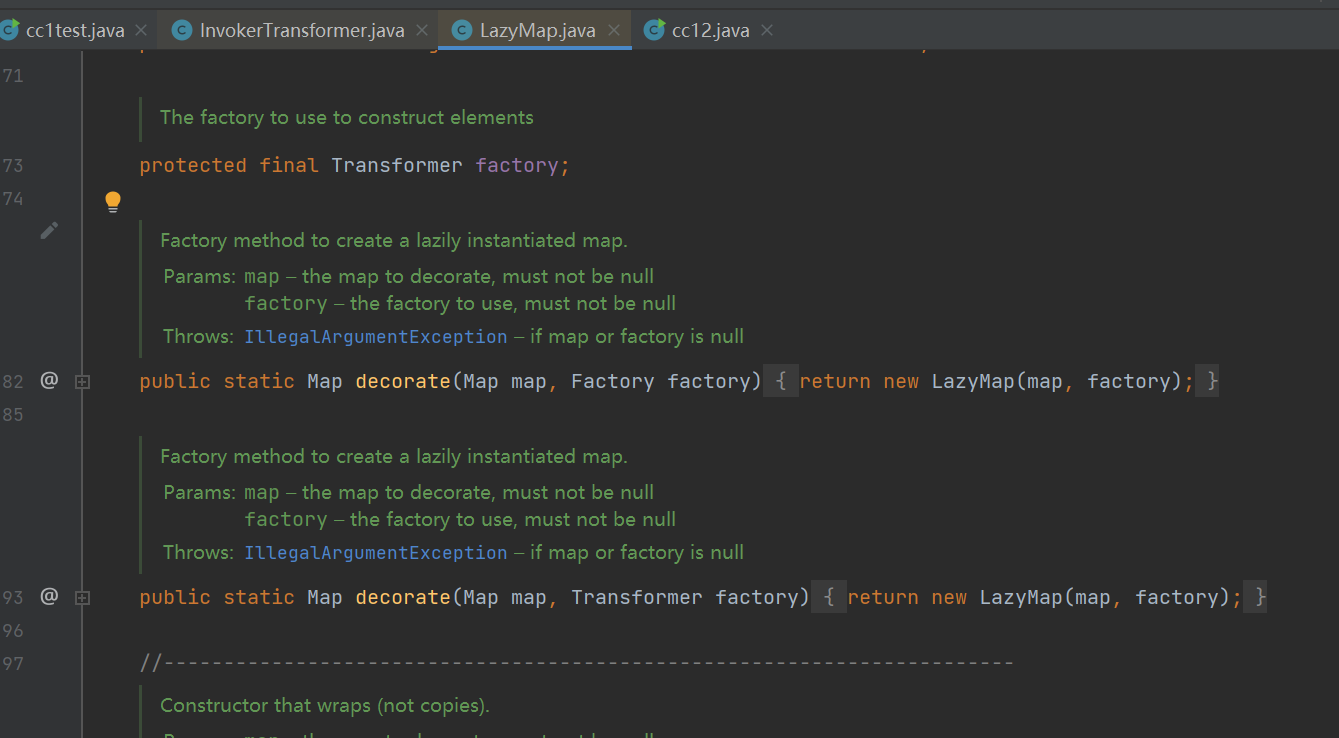 cc1test.java InvokerTransformer.java LazyMap.java cc12.java
71
The factory to use to construct elements
73 protected final Transformer factory;
74
Factory method to create a lazily instantiated map.
Params: map – the map to decorate, must not be null
factory – the factory to use, must not be null
Throws: IllegalArgumentException – if map or factory is null
82 @ public static Map decorate(Map map, Factory factory) { return new LazyMap(map, factory); }
85
Factory method to create a lazily instantiated map.
Params: map – the map to decorate, must not be null
factory – the factory to use, must not be null
Throws: IllegalArgumentException – if map or factory is null
93 @ public static Map decorate(Map map, Transformer factory) { return new LazyMap(map, factory); }
96
97 //-----------------------------------------------------------------------
Constructor that wraps (not copies).